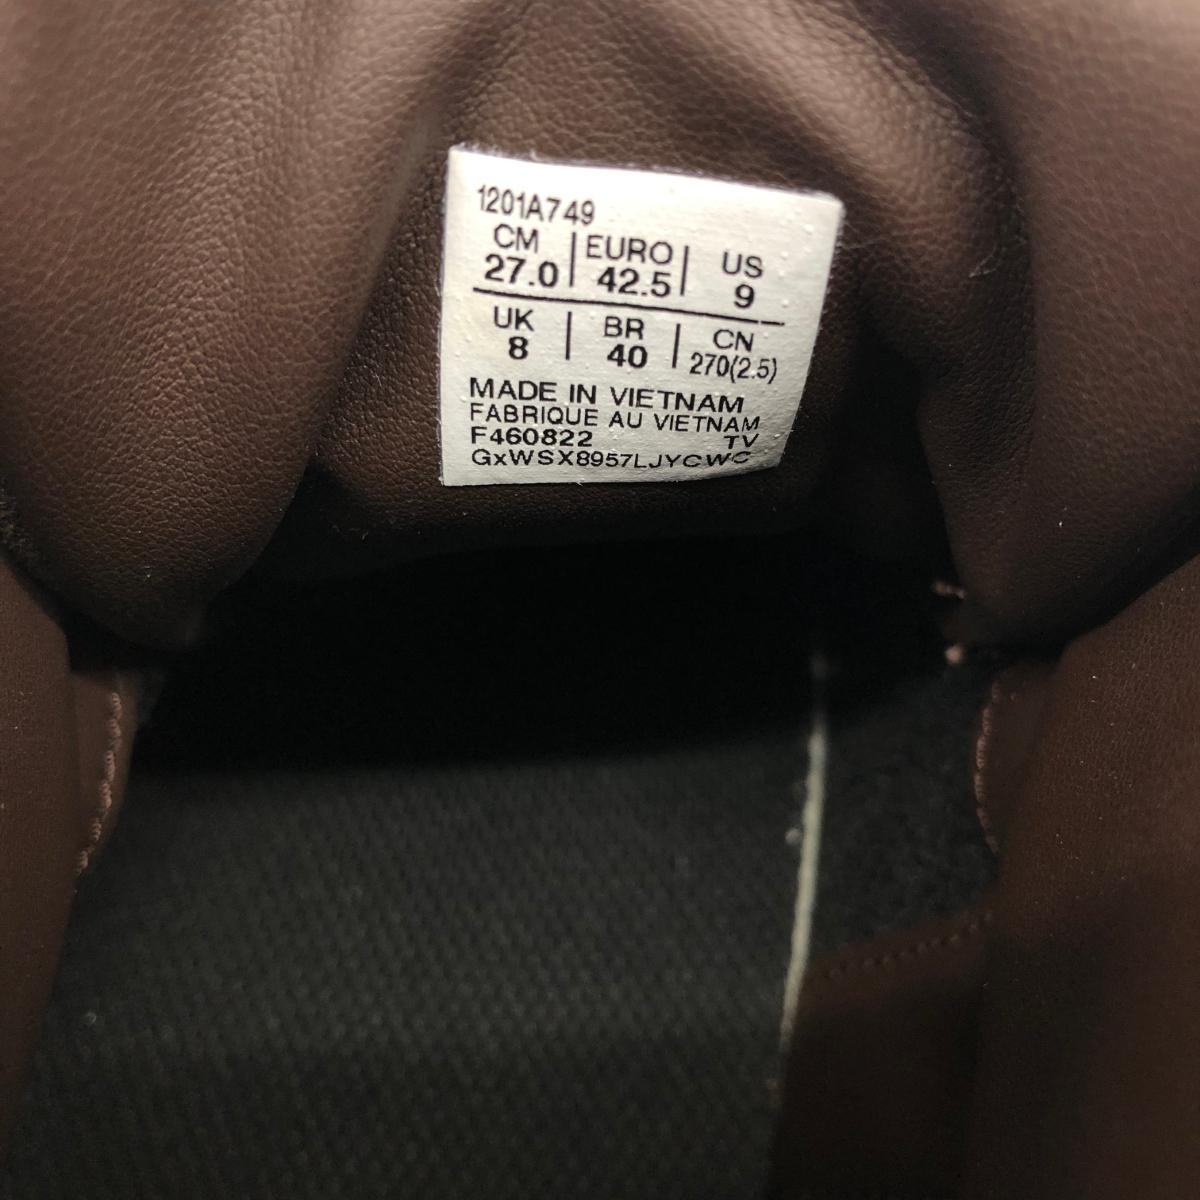 1201A749
CM | EURO | US
27.0 | 42.5 | 9
UK | BR | CN
8 | 40 | 270(2.5)
MADE IN VIETNAM
FABRIQUE AU VIETNAM
F460822 TV
GxWSX8957LJYCWC